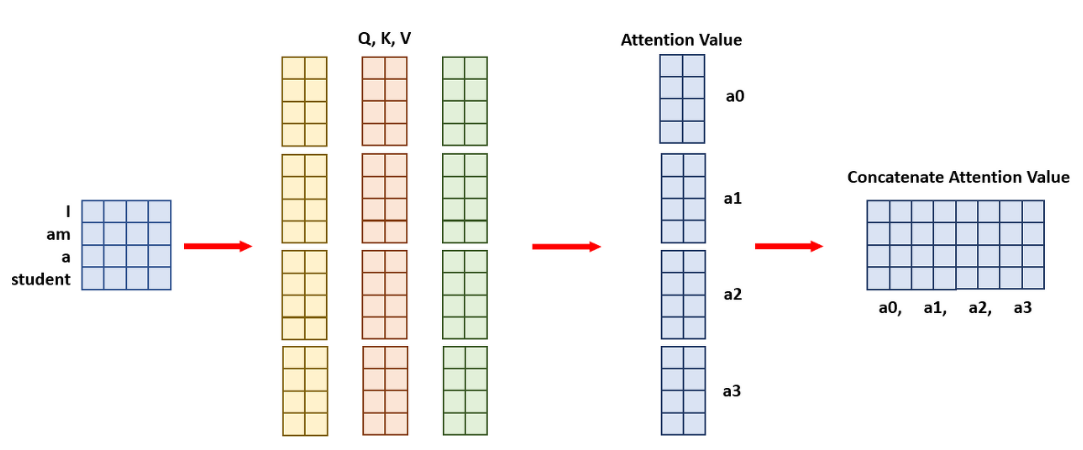 I
am
a
student
Q, K, V
Attention Value
a0
a1
a2
a3
Concatenate Attention Value
a0, a1, a2, a3